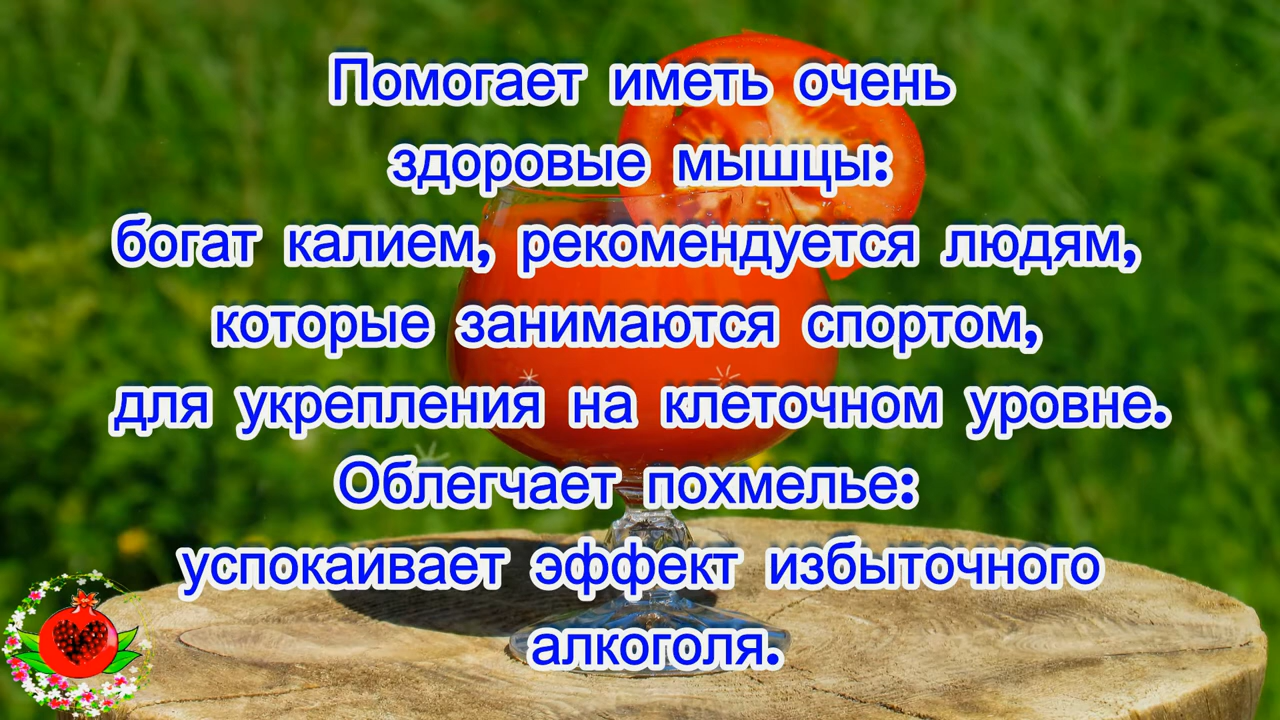 Помогает иметь очень
здоровые мышцы:
богат калием, рекомендуется людям,
которые занимаются спортом,
для укрепления на клеточном уровне.
Облегчает похмелье:
успокаивает эффект избыточного
алкоголя.